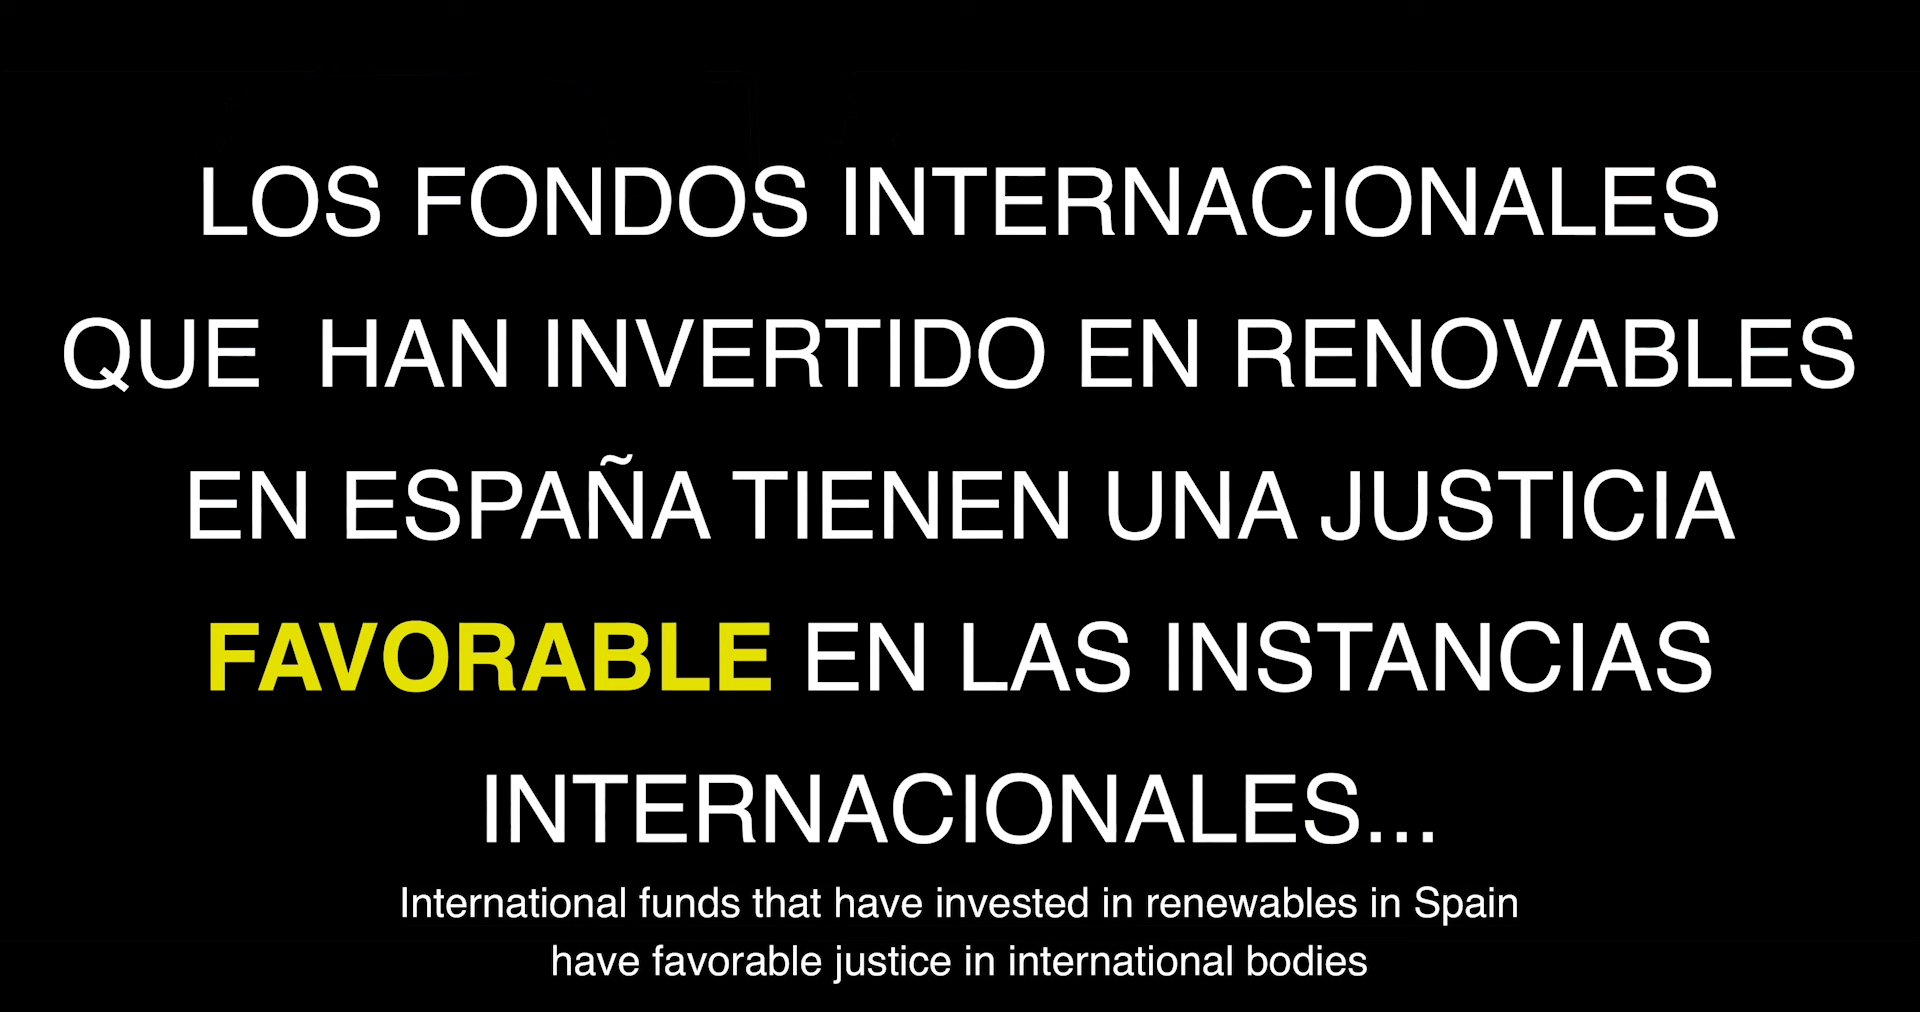 LOS FONDOS INTERNACIONALES
QUE HAN INVERTIDO EN RENOVABLES
EN ESPAÑA TIENEN UNA JUSTICIA
FAVORABLE EN LAS INSTANCIAS
INTERNACIONALES...
International funds that have invested in renewables in Spain
have favorable justice in international bodies